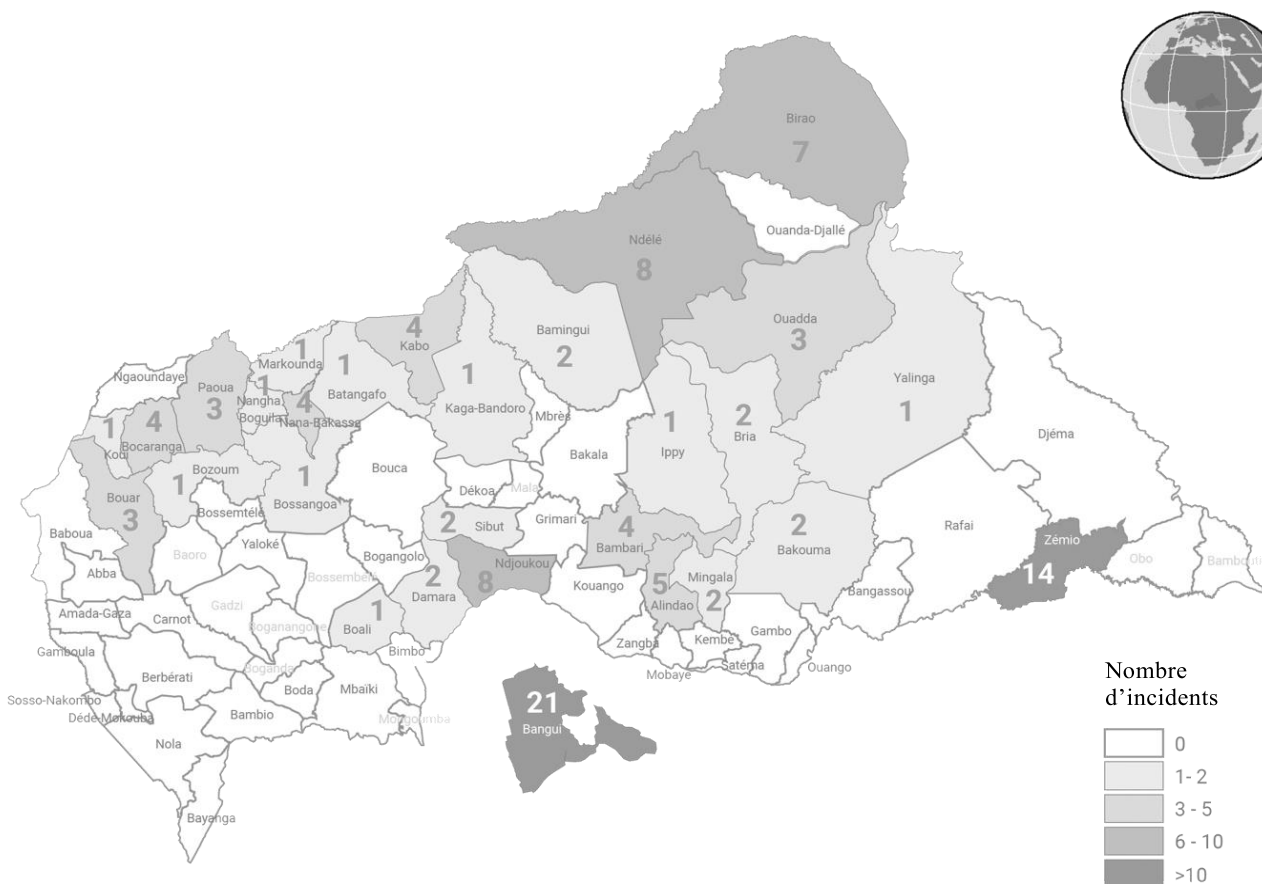 Birao
7
Ouanda-Djallé
Ndélé
8
Ouadda
3
Bamingui
2
4
Kabo
1
Markounda
1
Batangafo
1
Kaga-Bandoro
Ngaoundaye
Paoua
3
1
Nangha
Boguila
4
Nana-Bakassa
Yalinga
1
Mbrès
1
Ippy
2
Bria
Djéma
1
Kodi
4
Bocaranga
Bozoum
1
1
Bossangoa
Bouca
Bakala
Dékoa
Mala
Bouar
3
Bossemtélé
2
Sibut
Grimari
4
Bambari
2
Bakouma
Rafai
Zémio
14
Obo
Bambouti
Baboua
Yaloké
Baoro
Bogangolo
Ndjoukou
8
Abba
Bossembélé
2
Damara
Kouango
5
Alindao
Mingala
2
Bangassou
Amada-Gaza
Carnot
Gadzi
Boganangone
1
Boali
Gambo
Gamboula
Bimbo
Zangba
Kembé
Satéma
Mobaye
Ouango
Berbérati
Boganda
Boda
Mbaïki
Sosso-Nakombo
Dédé-Mokouba
Bambio
Mongoumba
Nola
Bayanga
21
Bangui
Nombre
d’incidents
0
1- 2
3 - 5
6 - 10
>10